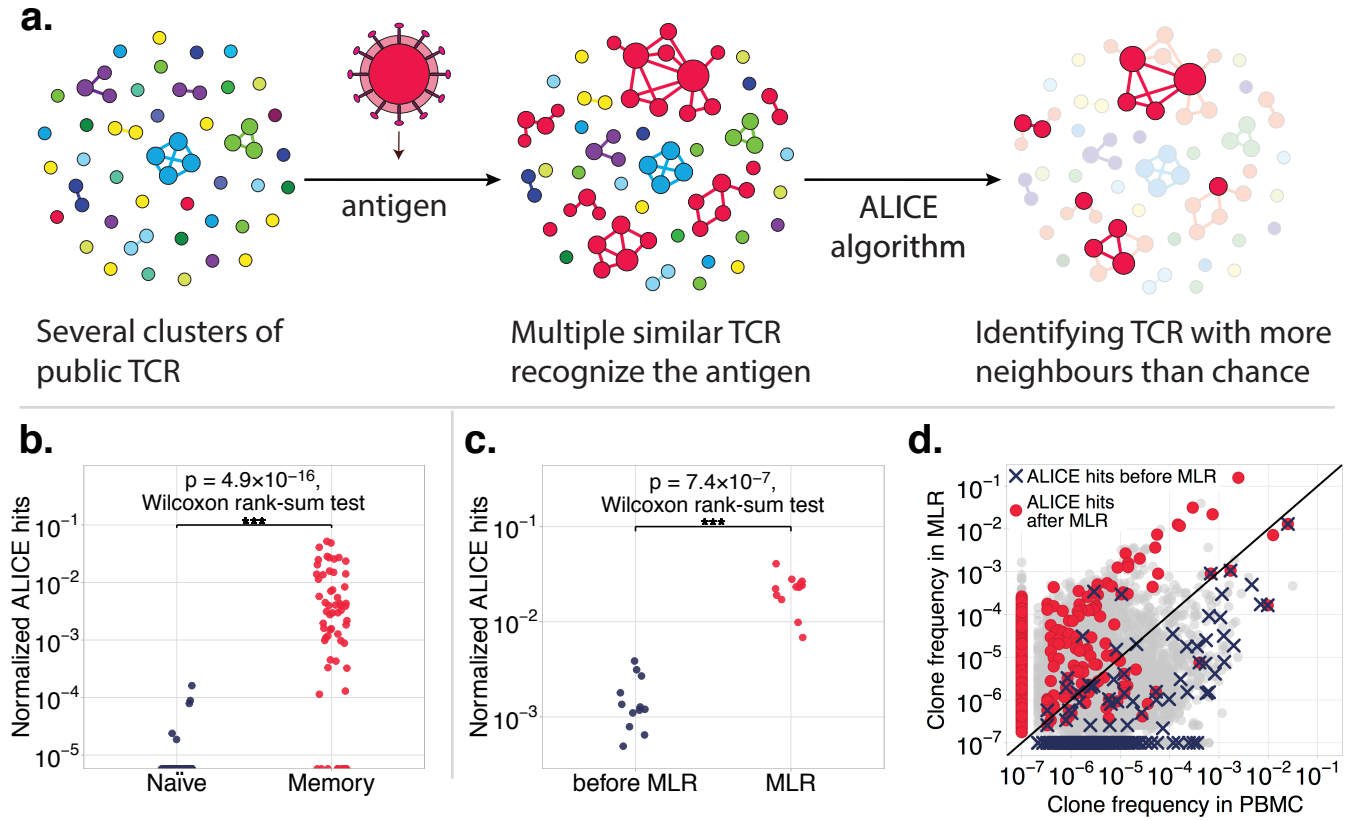 a.
antigen
ALICE
algorithm
Several clusters of
public TCR
Multiple similar TCR
recognize the antigen
Identifying TCR with more
neighbours than chance
b.
p = 4.9×10⁻¹⁶,
Wilcoxon rank-sum test
***
Normalized ALICE hits
10⁻¹
10⁻²
10⁻³
10⁻⁴
10⁻⁵
Naïve
Memory
c.
p = 7.4×10⁻⁷,
Wilcoxon rank-sum test
***
Normalized ALICE hits
10⁻¹
10⁻²
10⁻³
before MLR
MLR
d.
ALICE hits before MLR
ALICE hits
after MLR
Clone frequency in MLR
10⁻¹
10⁻²
10⁻³
10⁻⁴
10⁻⁵
10⁻⁶
10⁻⁷
10⁻⁷ 10⁻⁶ 10⁻⁵ 10⁻⁴ 10⁻³ 10⁻² 10⁻¹
Clone frequency in PBMC